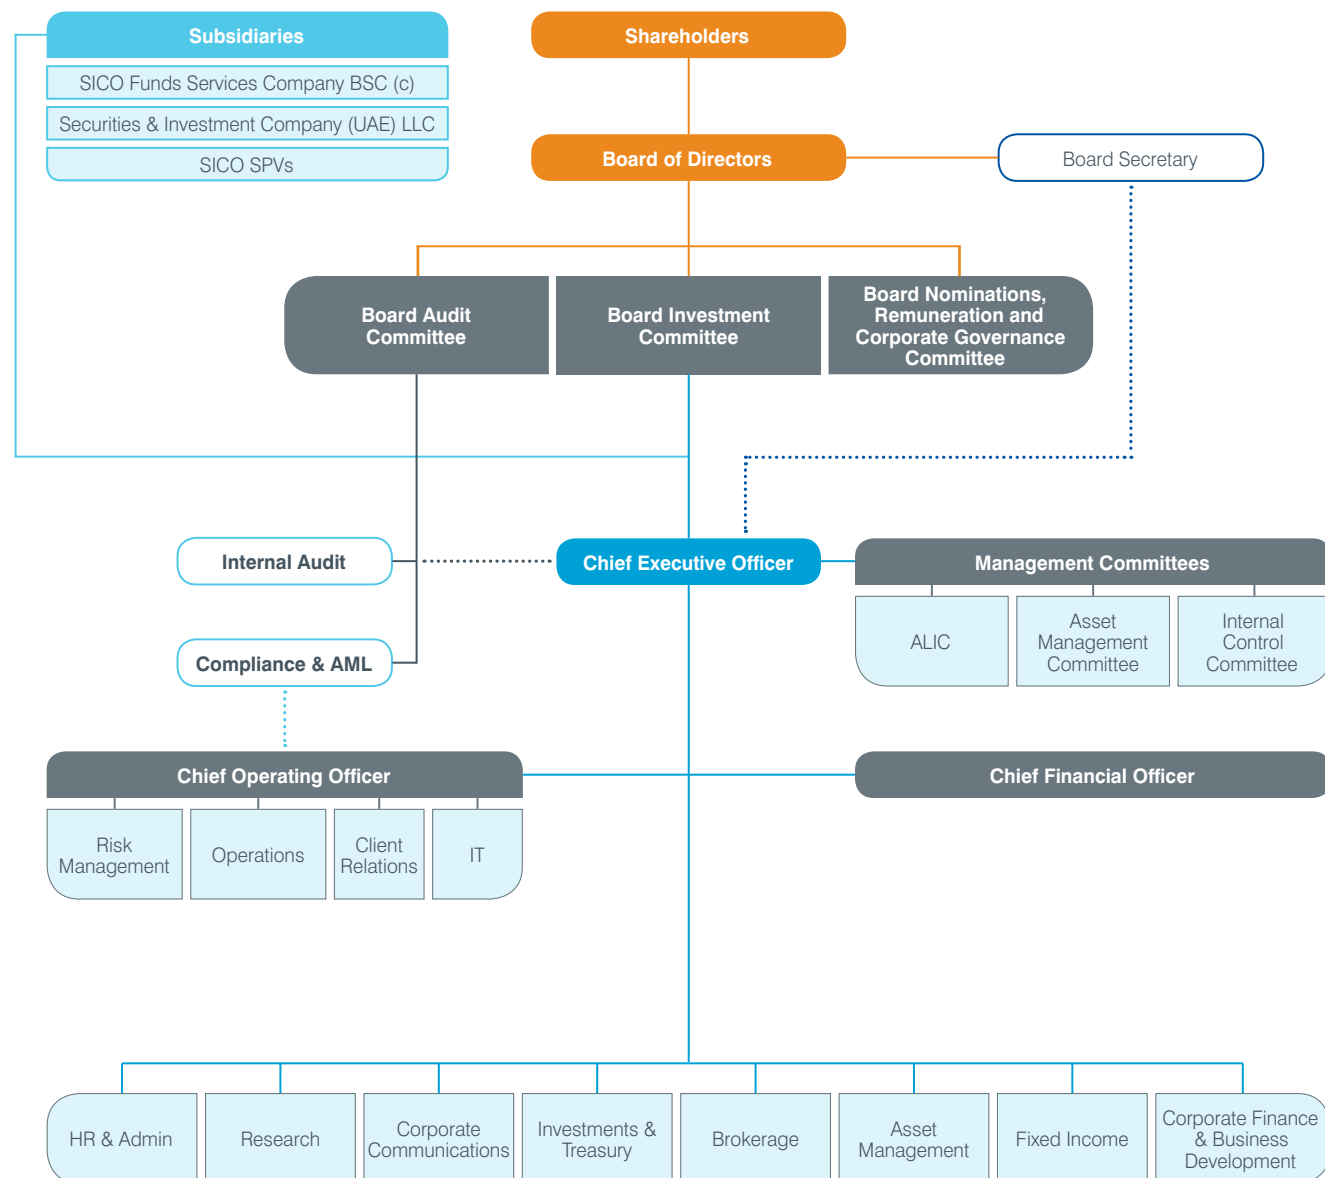 Subsidiaries
SICO Funds Services Company BSC (c)
Securities & Investment Company (UAE) LLC
SICO SPVs
Shareholders
Board of Directors
Board Secretary
Board Audit
Committee
Board Investment
Committee
Board Nominations,
Remuneration and
Corporate Governance
Committee
Internal Audit
Chief Executive Officer
Management Committees
ALIC
Asset
Management
Committee
Internal
Control
Committee
Compliance & AML
Chief Operating Officer
Chief Financial Officer
Risk
Management
Operations
Client
Relations
IT
HR & Admin
Research
Corporate
Communications
Investments &
Treasury
Brokerage
Asset
Management
Fixed Income
Corporate Finance
& Business
Development